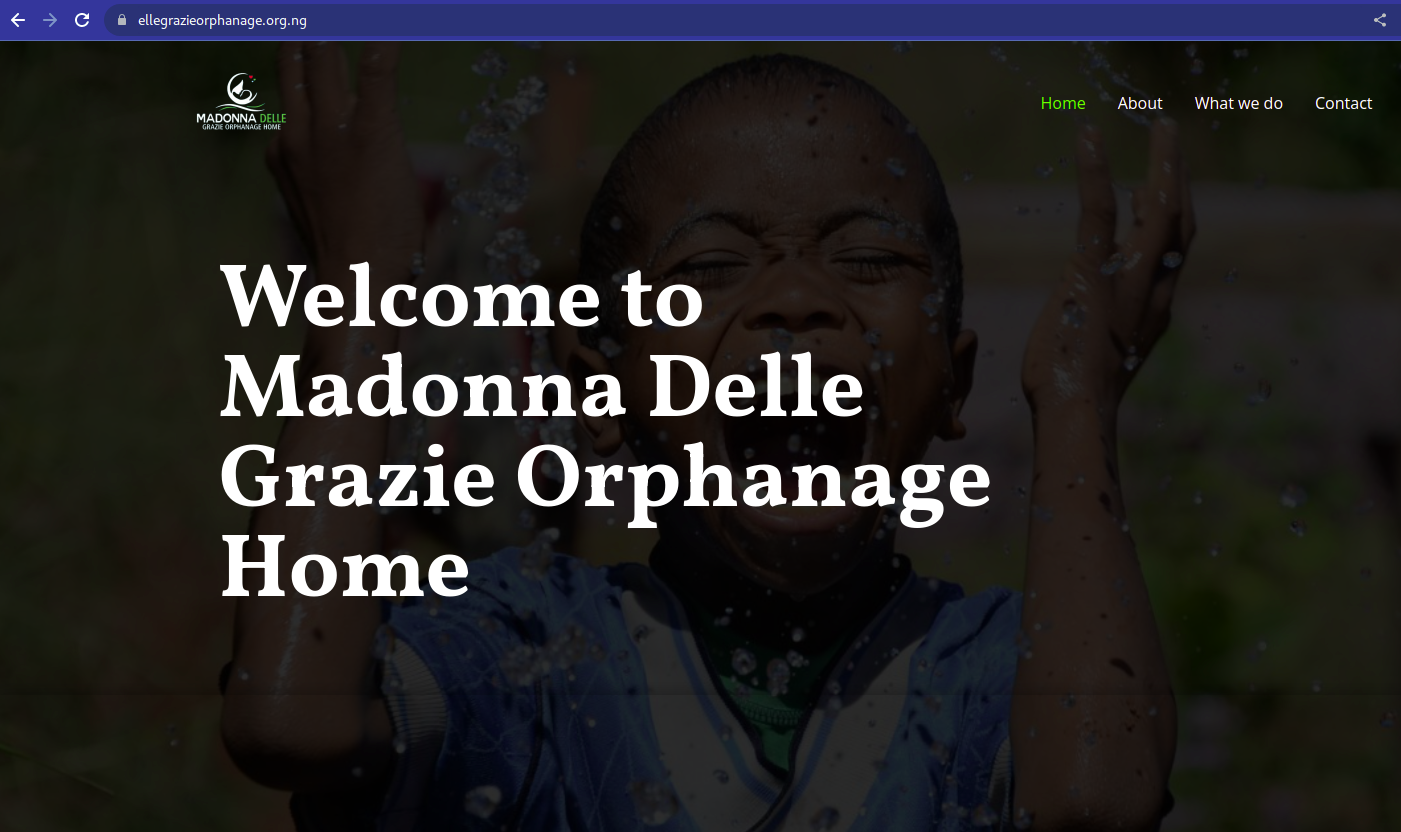 ellegrazieorphanage.org.ng
MADONNA DELLE
GRAZIE ORPHANAGE HOME
Home About What we do Contact
Welcome to
Madonna Delle
Grazie Orphanage
Home